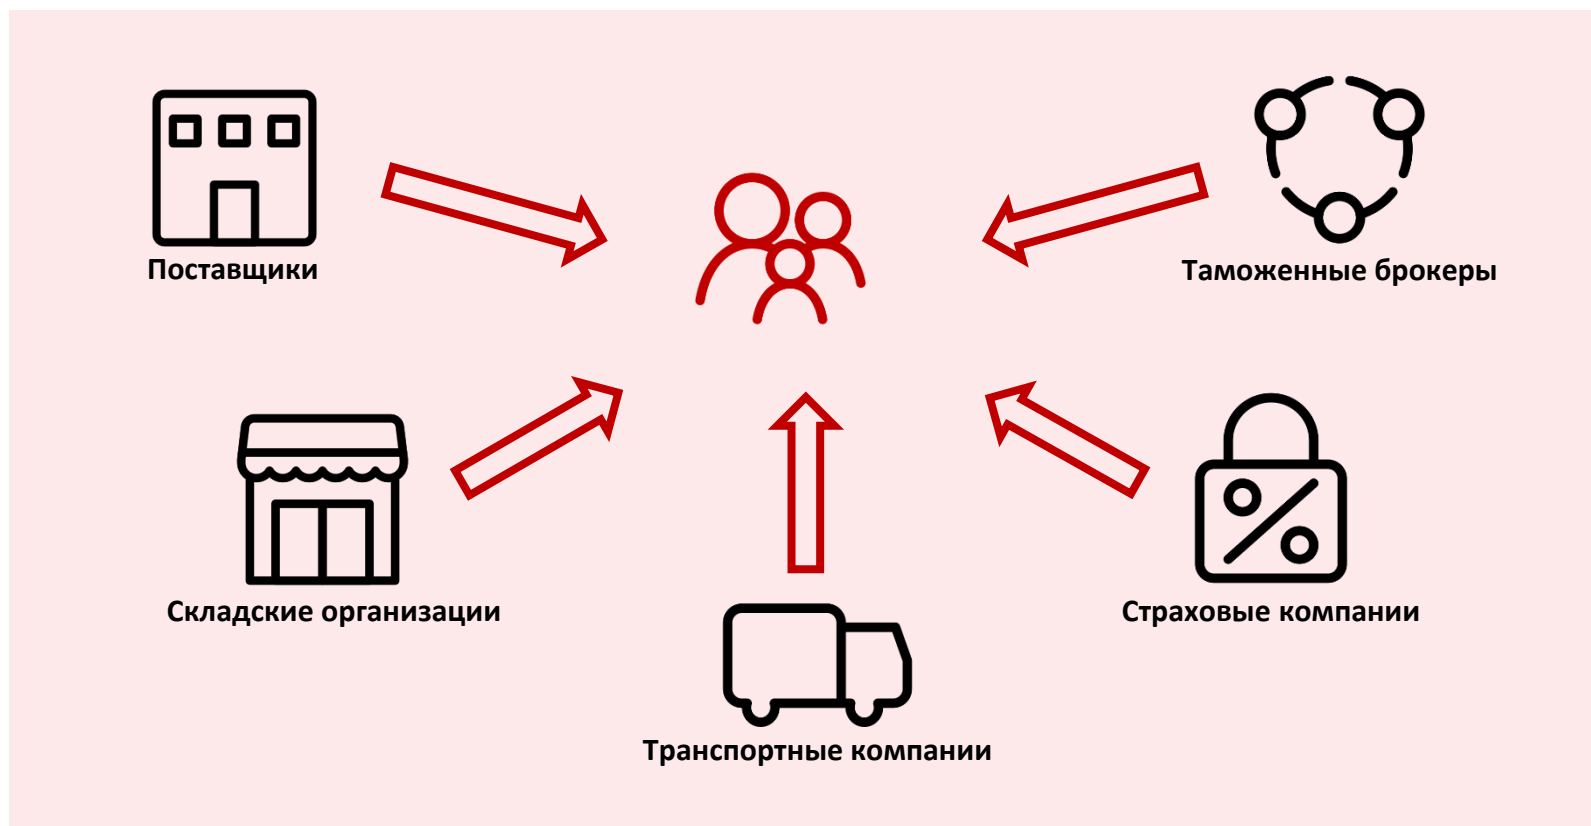 Поставщики
Таможенные брокеры
Складские организации
Страховые компании
Транспортные компании